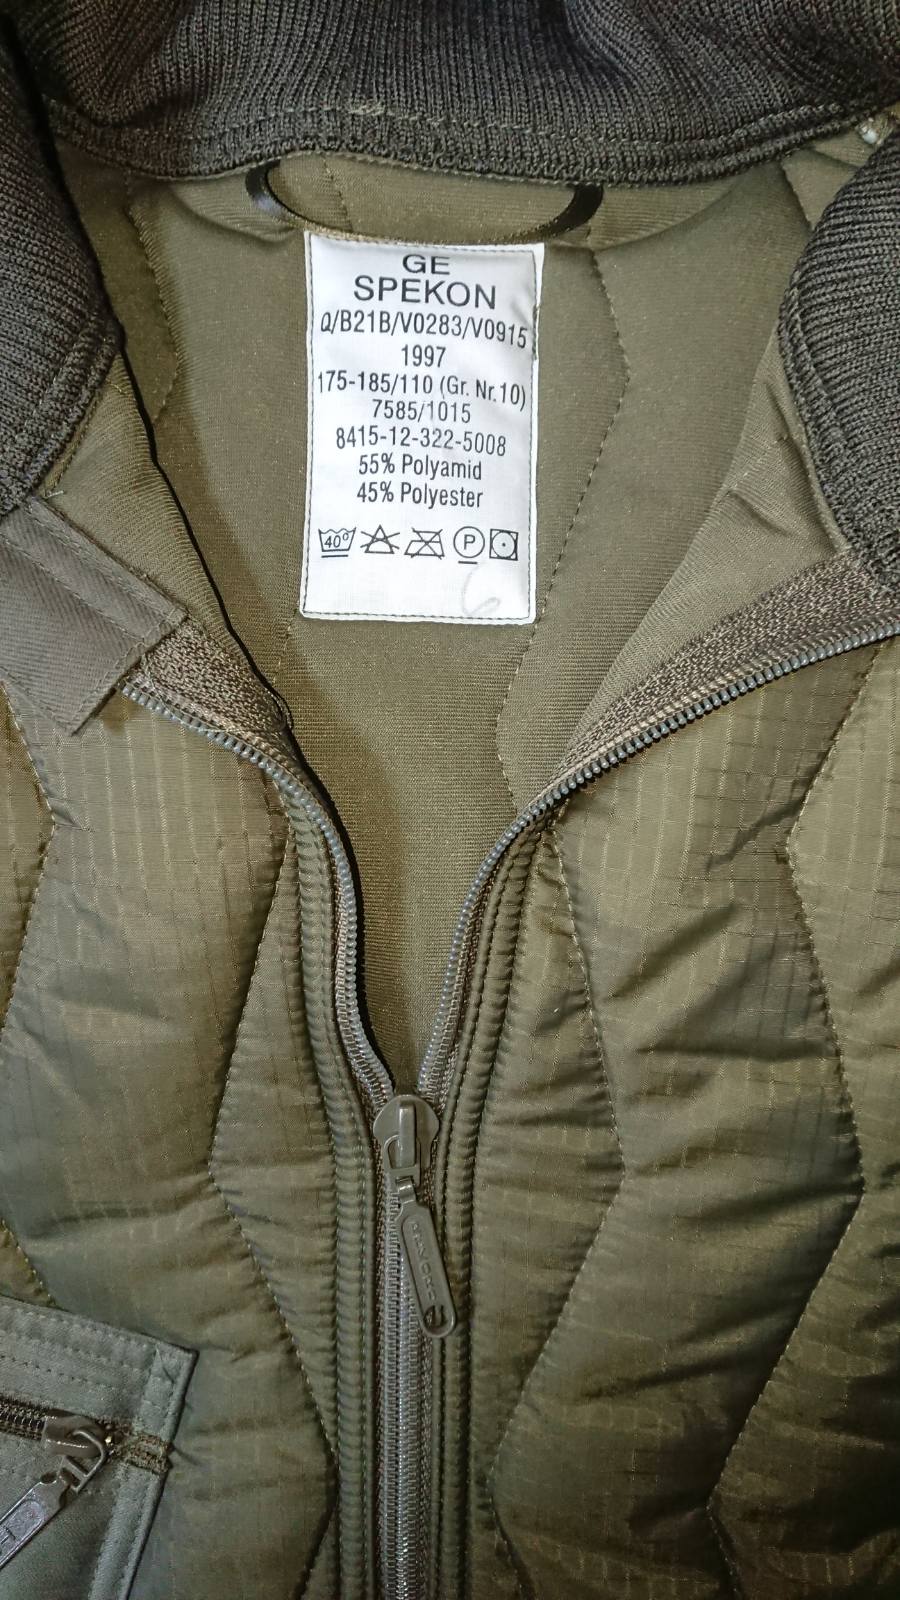 GE
SPEKON
Q/B21B/V0283/V0915
1997
175-185/110 (Gr. Nr.10)
7585/1015
8415-12-322-5008
55% Polyamid
45% Polyester
40° P